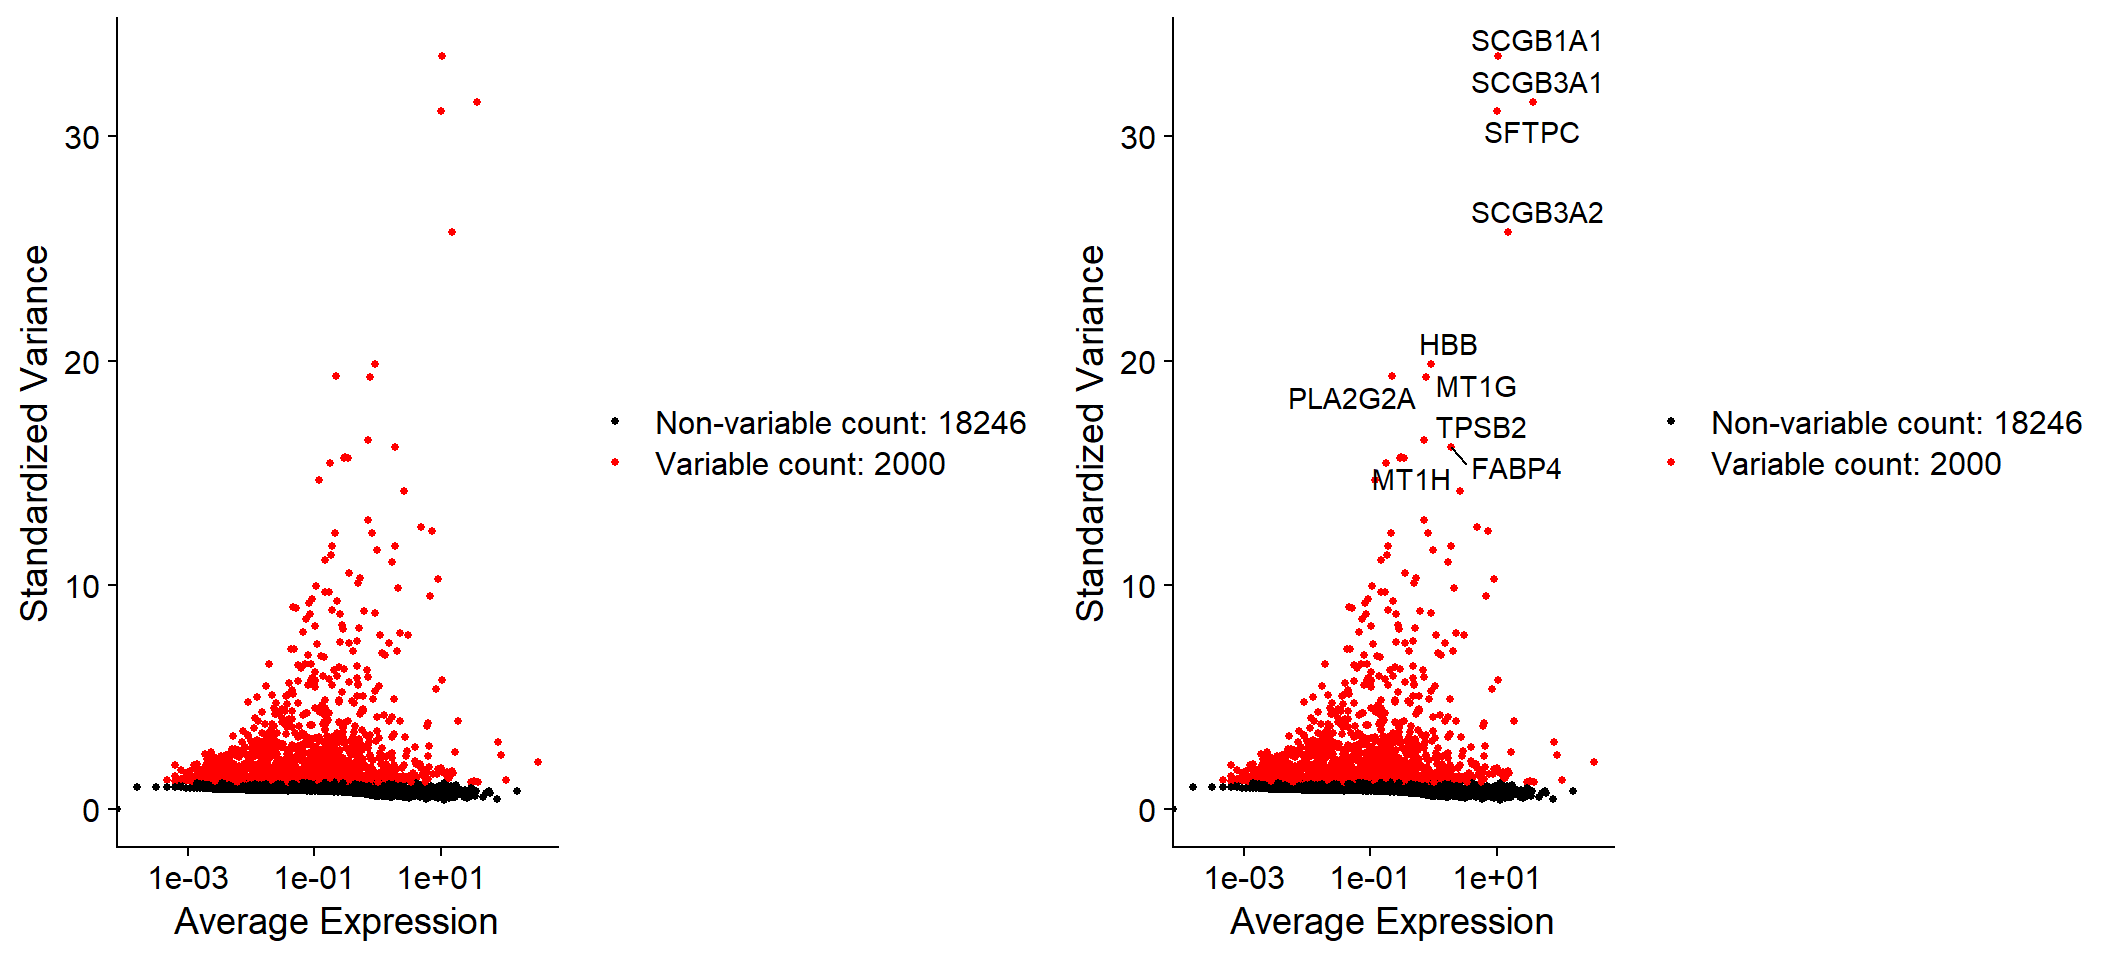 Standardized Variance
30
20
10
0
1e-03 1e-01 1e+01
Average Expression
Non-variable count: 18246
Variable count: 2000
Standardized Variance
30
20
10
0
SCGB1A1
SCGB3A1
SFTPC
SCGB3A2
HBB
MT1G
PLA2G2A
TPSB2
FABP4
MT1H
1e-03 1e-01 1e+01
Average Expression
Non-variable count: 18246
Variable count: 2000